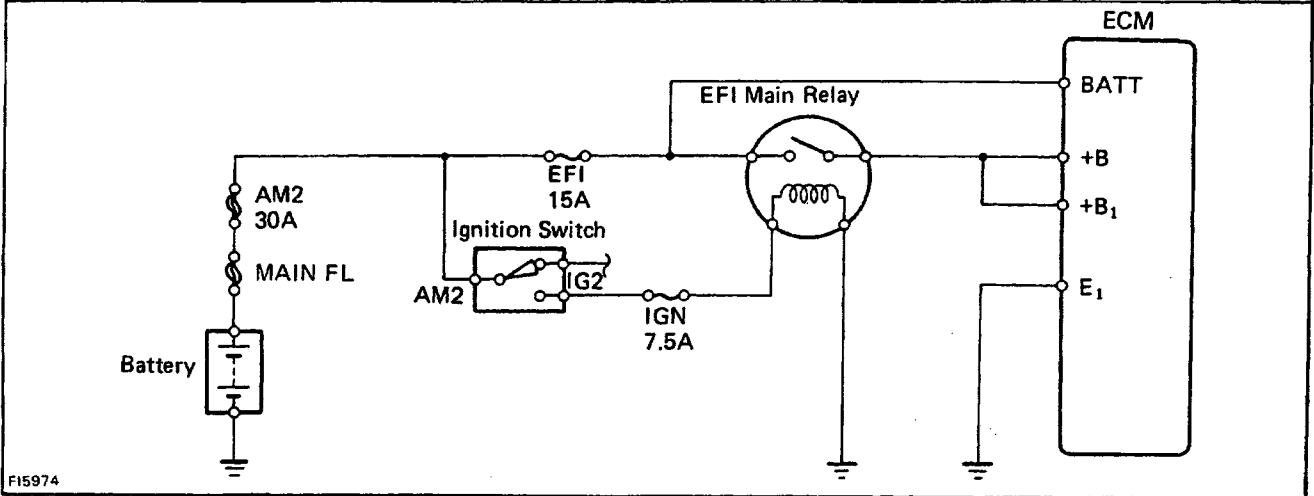 ECM
BATT
EFI Main Relay
+B
EFI
15A
AM2
30A
+B₁
Ignition Switch
MAIN FL
IG2
AM2
E₁
IGN
7.5A
Battery
FI5974